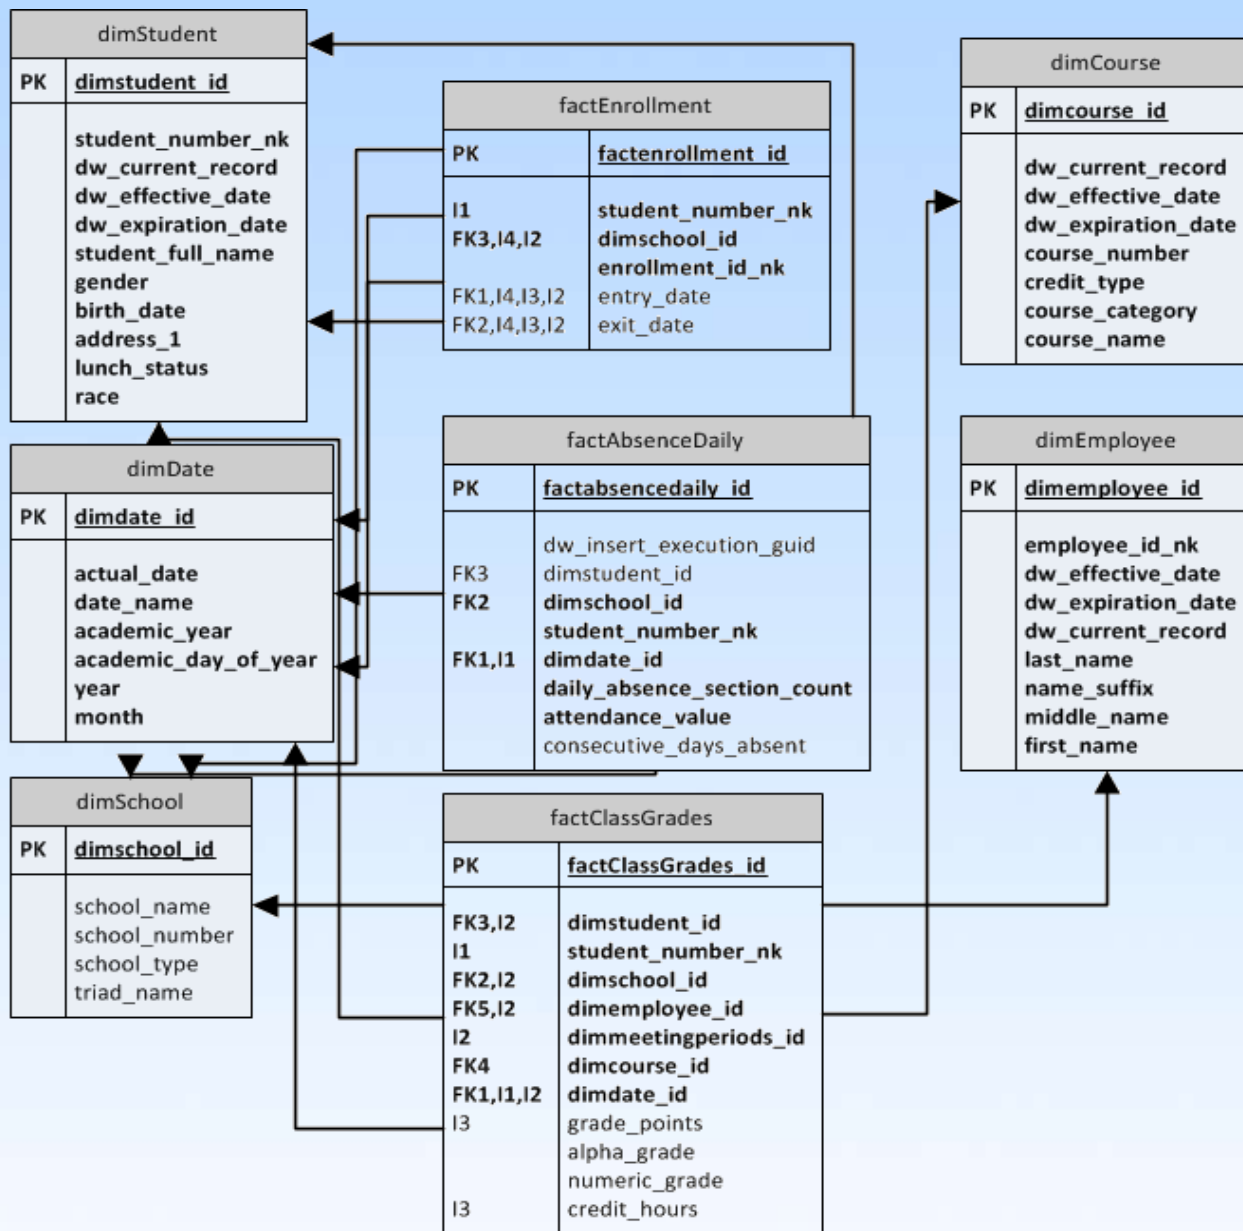 dimStudent
PK dimstudent_id
student_number_nk
dw_current_record
dw_effective_date
dw_expiration_date
student_full_name
gender
birth_date
address_1
lunch_status
race
dimDate
PK dimdate_id
actual_date
date_name
academic_year
academic_day_of_year
year
month
dimSchool
PK dimschool_id
school_name
school_number
school_type
triad_name
factEnrollment
PK factenrollment_id
I1 student_number_nk
FK3,I4,I2 dimschool_id
enrollment_id_nk
FK1,I4,I3,I2 entry_date
FK2,I4,I3,I2 exit_date
factAbsenceDaily
PK factabsencedaily_id
dw_insert_execution_guid
FK3 dimstudent_id
FK2 dimschool_id
student_number_nk
FK1,I1 dimdate_id
daily_absence_section_count
attendance_value
consecutive_days_absent
factClassGrades
PK factClassGrades_id
FK3,I2 dimstudent_id
I1 student_number_nk
FK2,I2 dimschool_id
FK5,I2 dimemployee_id
I2 dimmeetingperiods_id
FK4 dimcourse_id
FK1,I1,I2 dimdate_id
I3 grade_points
alpha_grade
numeric_grade
I3 credit_hours
dimCourse
PK dimcourse_id
dw_current_record
dw_effective_date
dw_expiration_date
course_number
credit_type
course_category
course_name
dimEmployee
PK dimemployee_id
employee_id_nk
dw_effective_date
dw_expiration_date
dw_current_record
last_name
name_suffix
middle_name
first_name